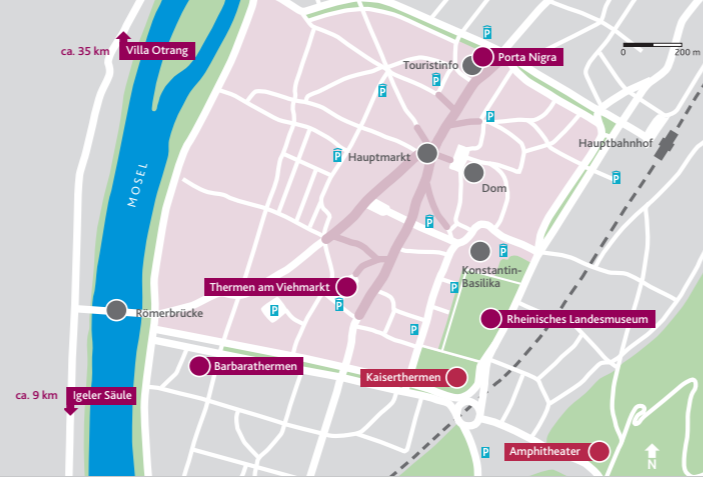 ca. 35 km
Villa Otrang
P
Touristinfo
Porta Nigra
200 m
0
P
P
P
Hauptbahnhof
P
Hauptmarkt
P
Dom
MOSEL
P
P
Konstantin-
Basilika
Thermen am Viehmarkt
P
P
P
Römerbrücke
Rheinisches Landesmuseum
P
Barbarathermen
Kaiserthermen
ca. 9 km
Igeler Säule
P
Amphitheater
N